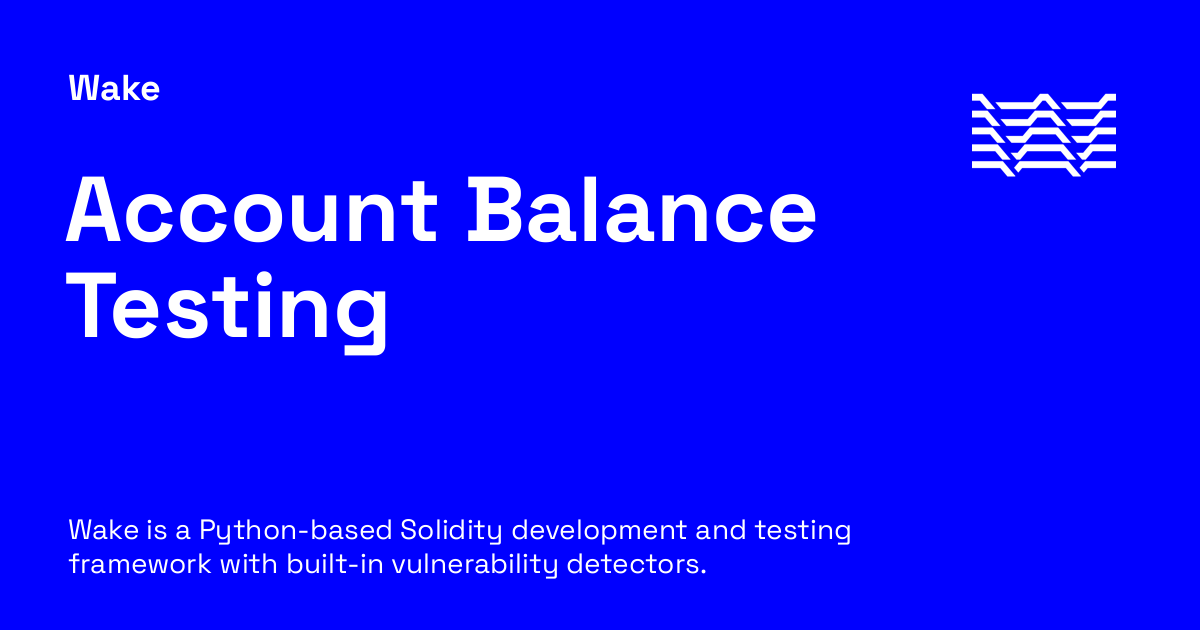 Wake
Account Balance
Testing
Wake is a Python-based Solidity development and testing
framework with built-in vulnerability detectors.